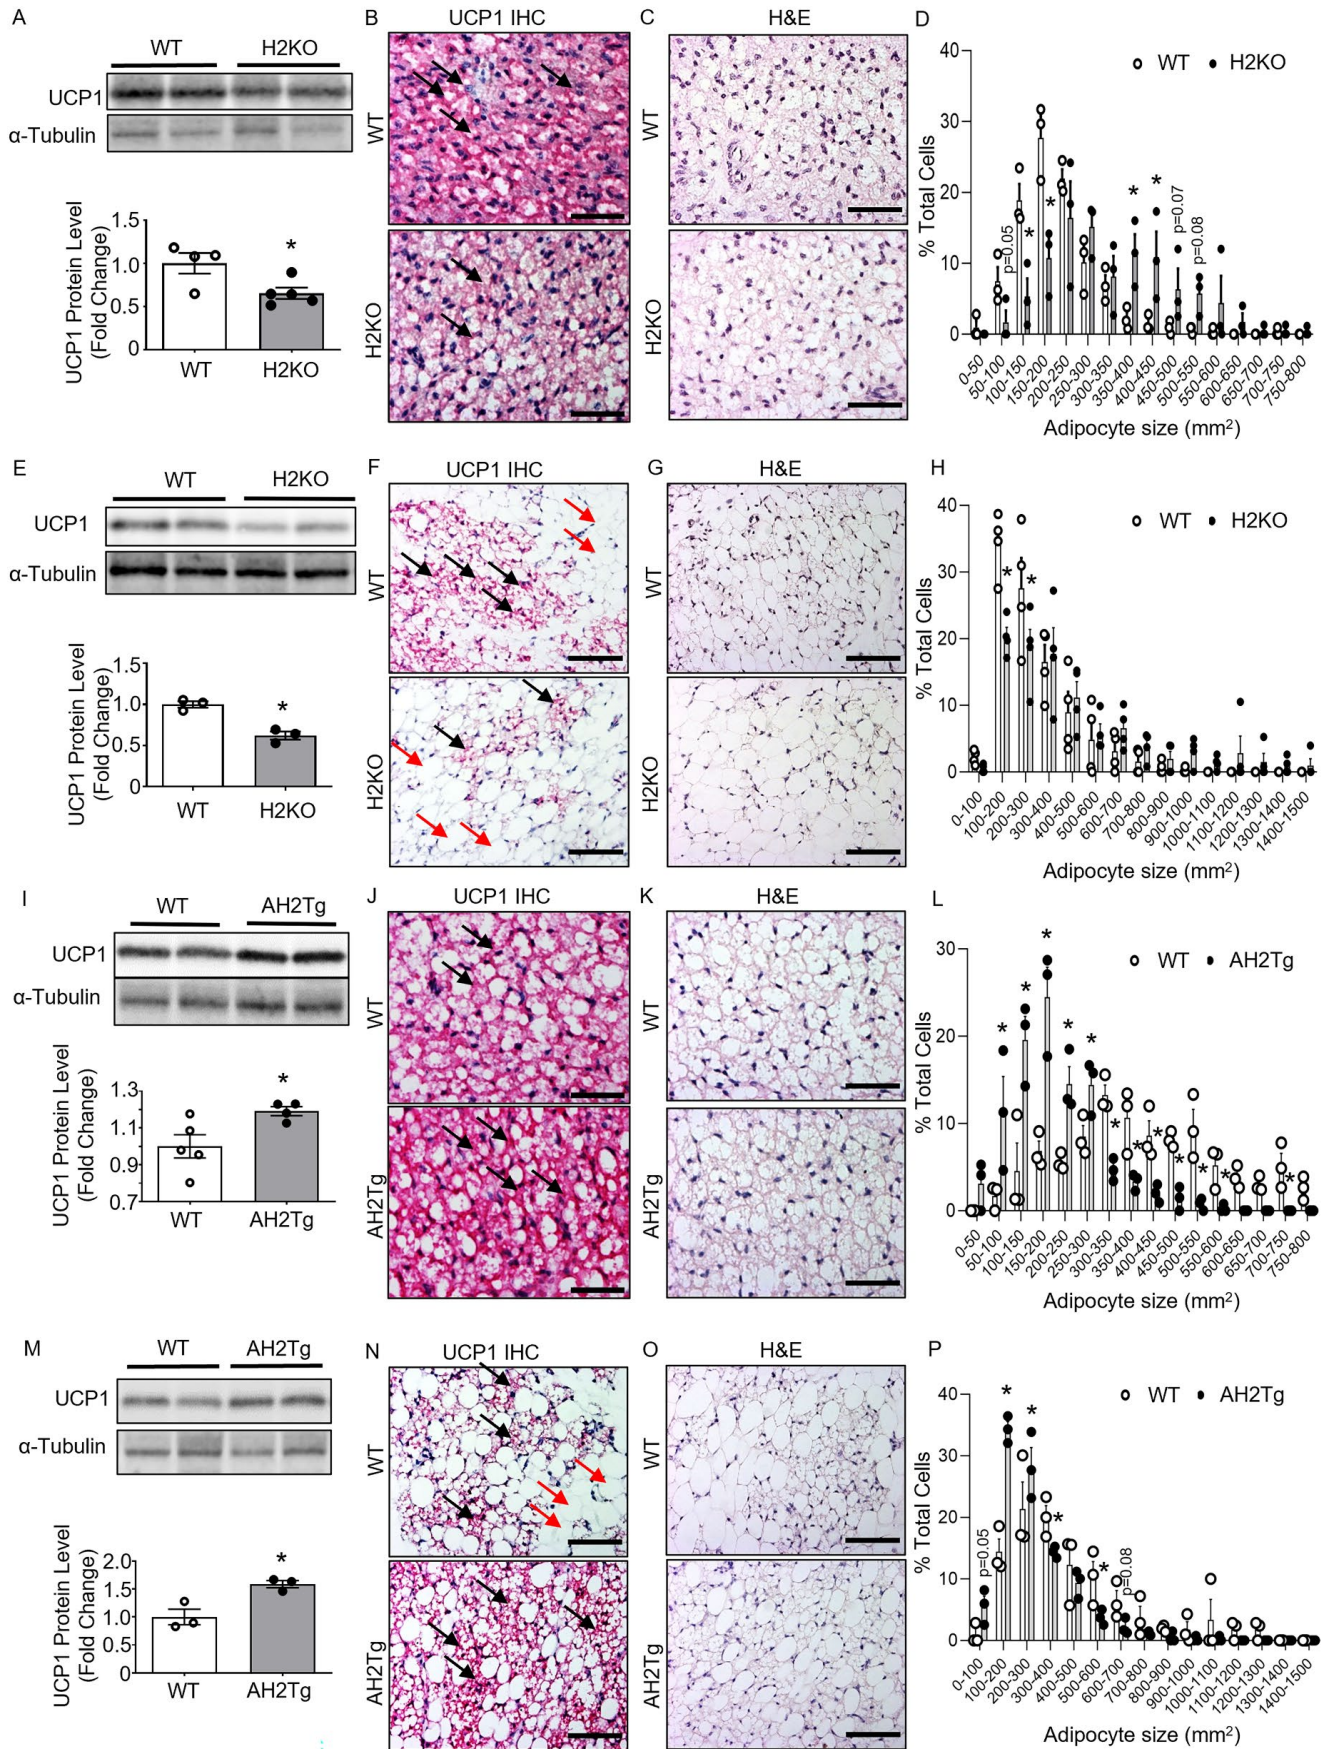 A
WT H2KO
UCP1
α-Tubulin
UCP1 Protein Level
(Fold Change)
1.5
1.0
0.5
0
*
WT H2KO
B UCP1 IHC
WT
H2KO
C H&E
WT
H2KO
D
WT H2KO
% Total Cells
40
30
20
10
0
p=0.05
*
*
*
*
p=0.07
p=0.08
0-50
50-100
100-150
150-200
200-250
250-300
300-350
350-400
400-450
450-500
500-550
550-600
600-650
650-700
700-750
750-800
Adipocyte size (mm²)
E
WT H2KO
UCP1
α-Tubulin
UCP1 Protein Level
(Fold Change)
1.5
1.0
0.5
0
*
WT H2KO
F UCP1 IHC
WT
H2KO
G H&E
WT
H2KO
H
WT H2KO
% Total Cells
40
30
20
10
0
*
*
0-100
100-200
200-300
300-400
400-500
500-600
600-700
700-800
800-900
900-1000
1000-1100
1100-1200
1200-1300
1300-1400
1400-1500
Adipocyte size (mm²)
I
WT AH2Tg
UCP1
α-Tubulin
UCP1 Protein Level
(Fold Change)
1.3
1.1
0.9
0.7
*
WT AH2Tg
J UCP1 IHC
WT
AH2Tg
K H&E
WT
AH2Tg
L
WT AH2Tg
% Total Cells
30
20
10
0
*
*
*
*
*
*
*
*
*
*
*
*
0-50
50-100
100-150
150-200
200-250
250-300
300-350
350-400
400-450
450-500
500-550
550-600
600-650
650-700
700-750
750-800
Adipocyte size (mm²)
M
WT AH2Tg
UCP1
α-Tubulin
UCP1 Protein Level
(Fold Change)
2.0
1.5
1.0
0.5
0
*
WT AH2Tg
N UCP1 IHC
WT
AH2Tg
O H&E
WT
AH2Tg
P
WT AH2Tg
% Total Cells
40
30
20
10
0
p=0.05
*
*
*
*
p=0.08
0-100
100-200
200-300
300-400
400-500
500-600
600-700
700-800
800-900
900-1000
1000-1100
1100-1200
1200-1300
1300-1400
1400-1500
Adipocyte size (mm²)